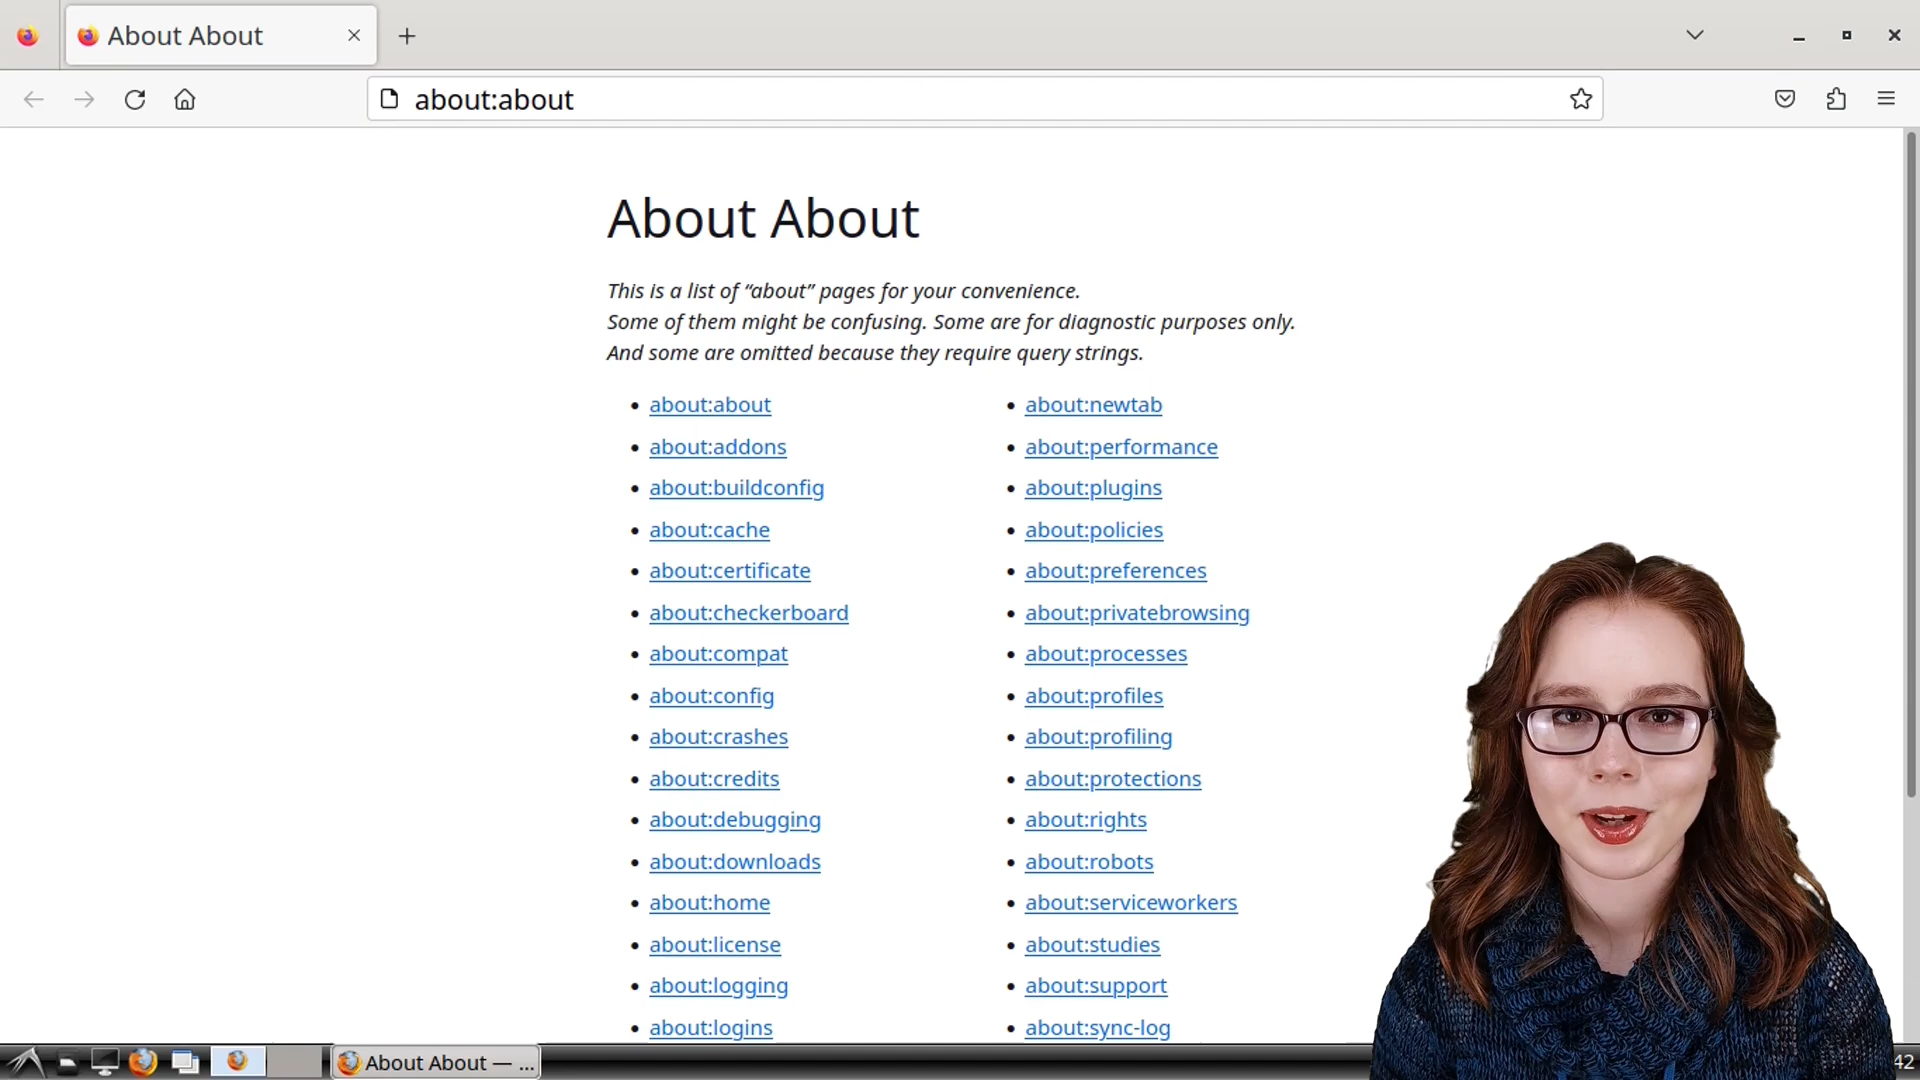 About About
about:about
About About
This is a list of “about” pages for your convenience.
Some of them might be confusing. Some are for diagnostic purposes only.
And some are omitted because they require query strings.
about:about
about:addons
about:buildconfig
about:cache
about:certificate
about:checkerboard
about:compat
about:config
about:crashes
about:credits
about:debugging
about:downloads
about:home
about:license
about:logging
about:logins
about:newtab
about:performance
about:plugins
about:policies
about:preferences
about:privatebrowsing
about:processes
about:profiles
about:profiling
about:protections
about:rights
about:robots
about:serviceworkers
about:studies
about:support
about:sync-log
About About — ...
42